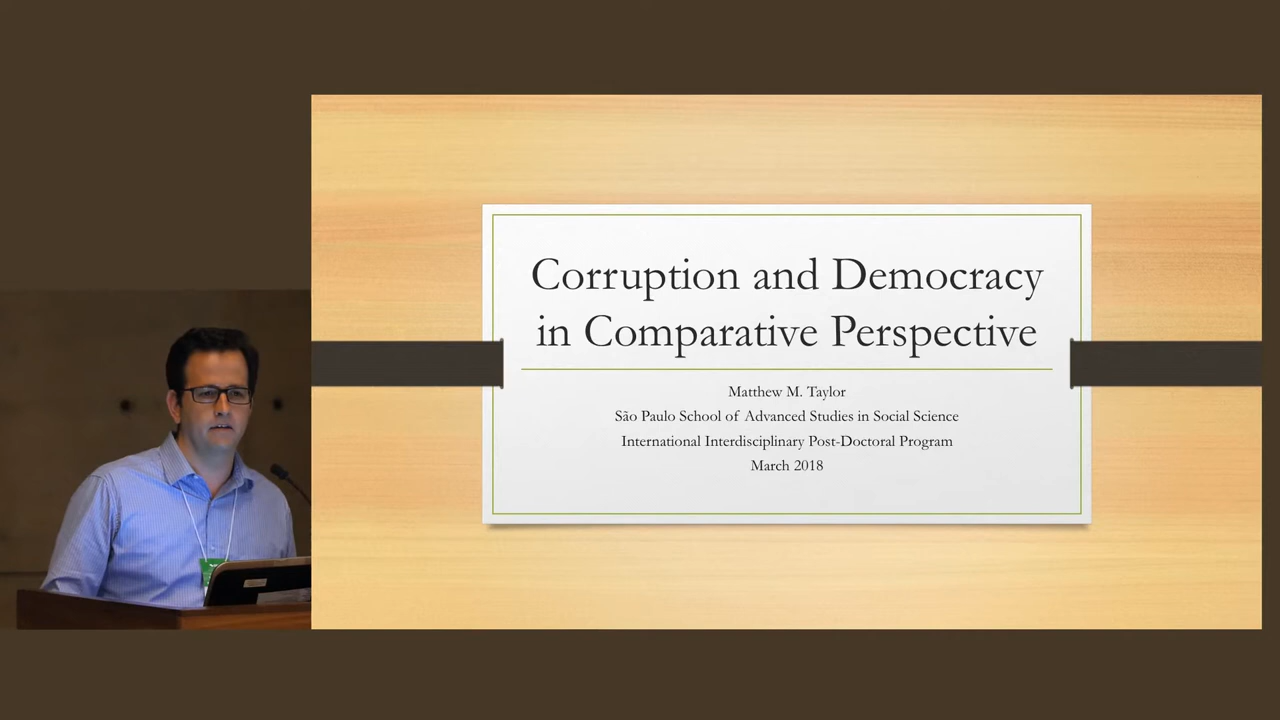 Corruption and Democracy
in Comparative Perspective
Matthew M. Taylor
São Paulo School of Advanced Studies in Social Science
International Interdisciplinary Post-Doctoral Program
March 2018